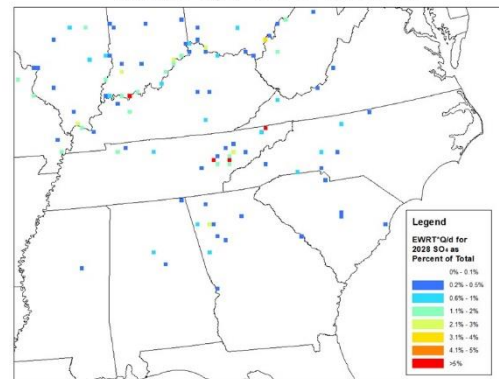 Legend
EWRT*Q/d for
2028 SO₄ as
Percent of Total
0% - 0.1%
0.2% - 0.5%
0.6% - 1%
1.1% - 2%
2.1% - 3%
3.1% - 4%
4.1% - 5%
>5%